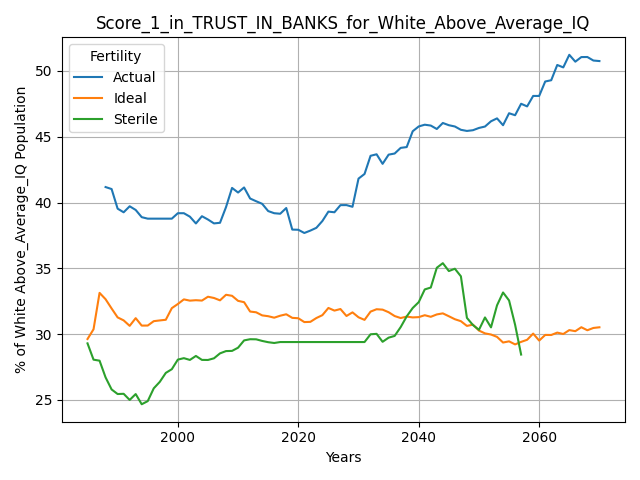 Score_1_in_TRUST_IN_BANKS_for_White_Above_Average_IQ
Fertility
Actual
Ideal
Sterile
% of White Above_Average_IQ Population
50
45
40
35
30
25
2000
2020
2040
2060
Years